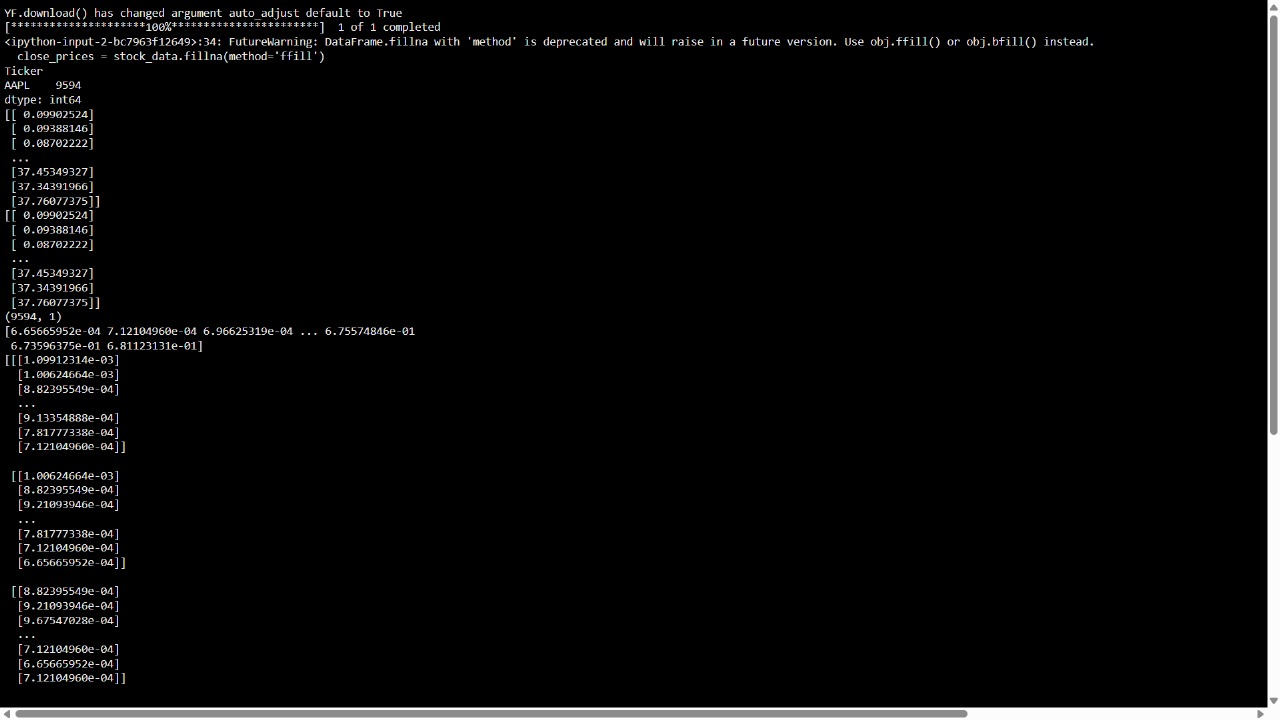 YF.download() has changed argument auto_adjust default to True
[*********************100%***********************]  1 of 1 completed
<ipython-input-2-bc7963f12649>:34: FutureWarning: DataFrame.fillna with 'method' is deprecated and will raise in a future version. Use obj.ffill() or obj.bfill() instead.
  close_prices = stock_data.fillna(method='ffill')
Ticker
AAPL    9594
dtype: int64
[[ 0.09902524]
 [ 0.09388146]
 [ 0.08702222]
 ...
 [37.45349327]
 [37.34391966]
 [37.76077375]]
[[ 0.09902524]
 [ 0.09388146]
 [ 0.08702222]
 ...
 [37.45349327]
 [37.34391966]
 [37.76077375]]
(9594, 1)
[6.65665952e-04 7.12104960e-04 6.96625319e-04 ... 6.75574846e-01
 6.73596375e-01 6.81123131e-01]
[[[1.09912314e-03]
  [1.00624664e-03]
  [8.82395549e-04]
  ...
  [9.13354888e-04]
  [7.81777338e-04]
  [7.12104960e-04]]

 [[1.00624664e-03]
  [8.82395549e-04]
  [9.21093946e-04]
  ...
  [7.81777338e-04]
  [7.12104960e-04]
  [6.65665952e-04]]

 [[8.82395549e-04]
  [9.21093946e-04]
  [9.67547028e-04]
  ...
  [7.12104960e-04]
  [6.65665952e-04]
  [7.12104960e-04]]